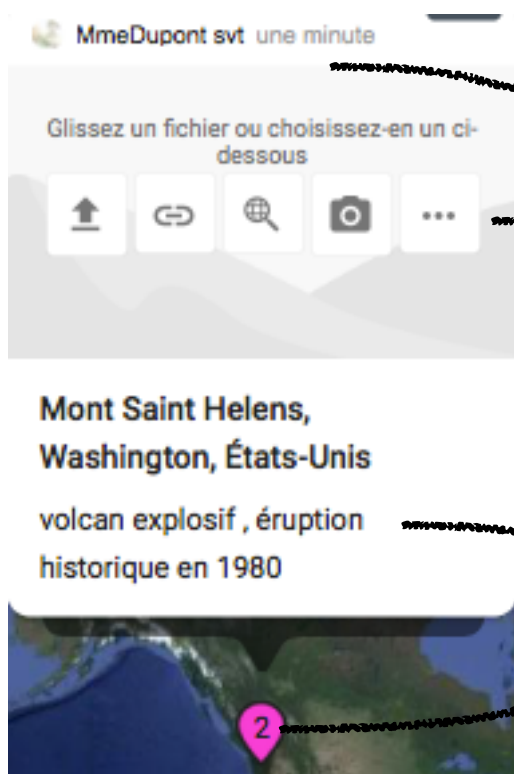 MmeDupont svt une minute
Glissez un fichier ou choisissez-en un ci-
dessous
Mont Saint Helens,
Washington, États-Unis
volcan explosif , éruption
historique en 1980
2